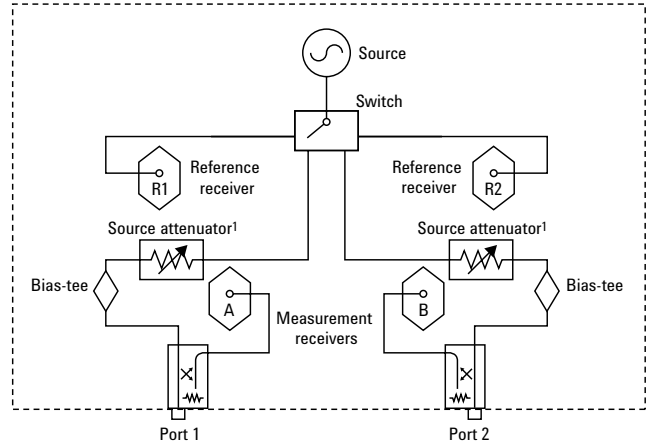 Source
Switch
Reference
receiver
R1
Reference
receiver
R2
Source attenuator¹
Source attenuator¹
Bias-tee
A
Measurement
receivers
B
Bias-tee
Port 1
Port 2